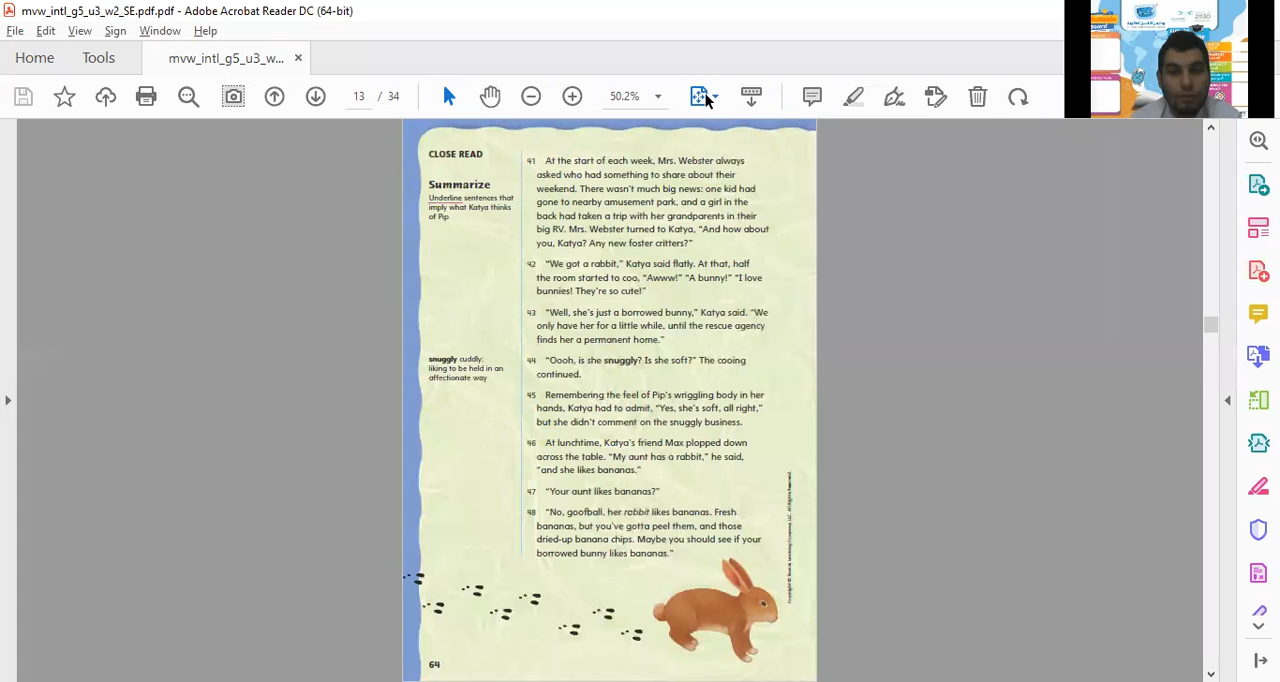 mvw_intl_g5_u3_w2_SE.pdf.pdf - Adobe Acrobat Reader DC (64-bit)
File Edit View Sign Window Help
Home Tools mvw_intl_g5_u3_w... ×
13 / 34 50.2%
2030
CLOSE READ
Summarize
Underline sentences that
imply what Katya thinks
of Pip.
41 At the start of each week, Mrs. Webster always
asked who had something to share about their
weekend. There wasn't much big news: one kid had
gone to nearby amusement park, and a girl in the
back had taken a trip with her grandparents in their
big RV. Mrs. Webster turned to Katya, “And how about
you, Katya? Any new foster critters?”
42 “We got a rabbit,” Katya said flatly. At that, half
the room started to coo, “Awww!” “A bunny!” “I love
bunnies! They're so cute!”
43 “Well, she's just a borrowed bunny,” Katya said. “We
only have her for a little while, until the rescue agency
finds her a permanent home.”
snuggly cuddly:
liking to be held in an
affectionate way
44 “Oooh, is she snuggly? Is she soft?” The cooing
continued.
45 Remembering the feel of Pip's wriggling body in her
hands, Katya had to admit, “Yes, she's soft, all right,”
but she didn't comment on the snuggly business.
46 At lunchtime, Katya's friend Max plopped down
across the table. “My aunt has a rabbit,” he said,
“and she likes bananas.”
47 “Your aunt likes bananas?”
48 “No, goofball, her rabbit likes bananas. Fresh
bananas, but you've gotta peel them, and those
dried-up banana chips. Maybe you should see if your
borrowed bunny likes bananas.”
64